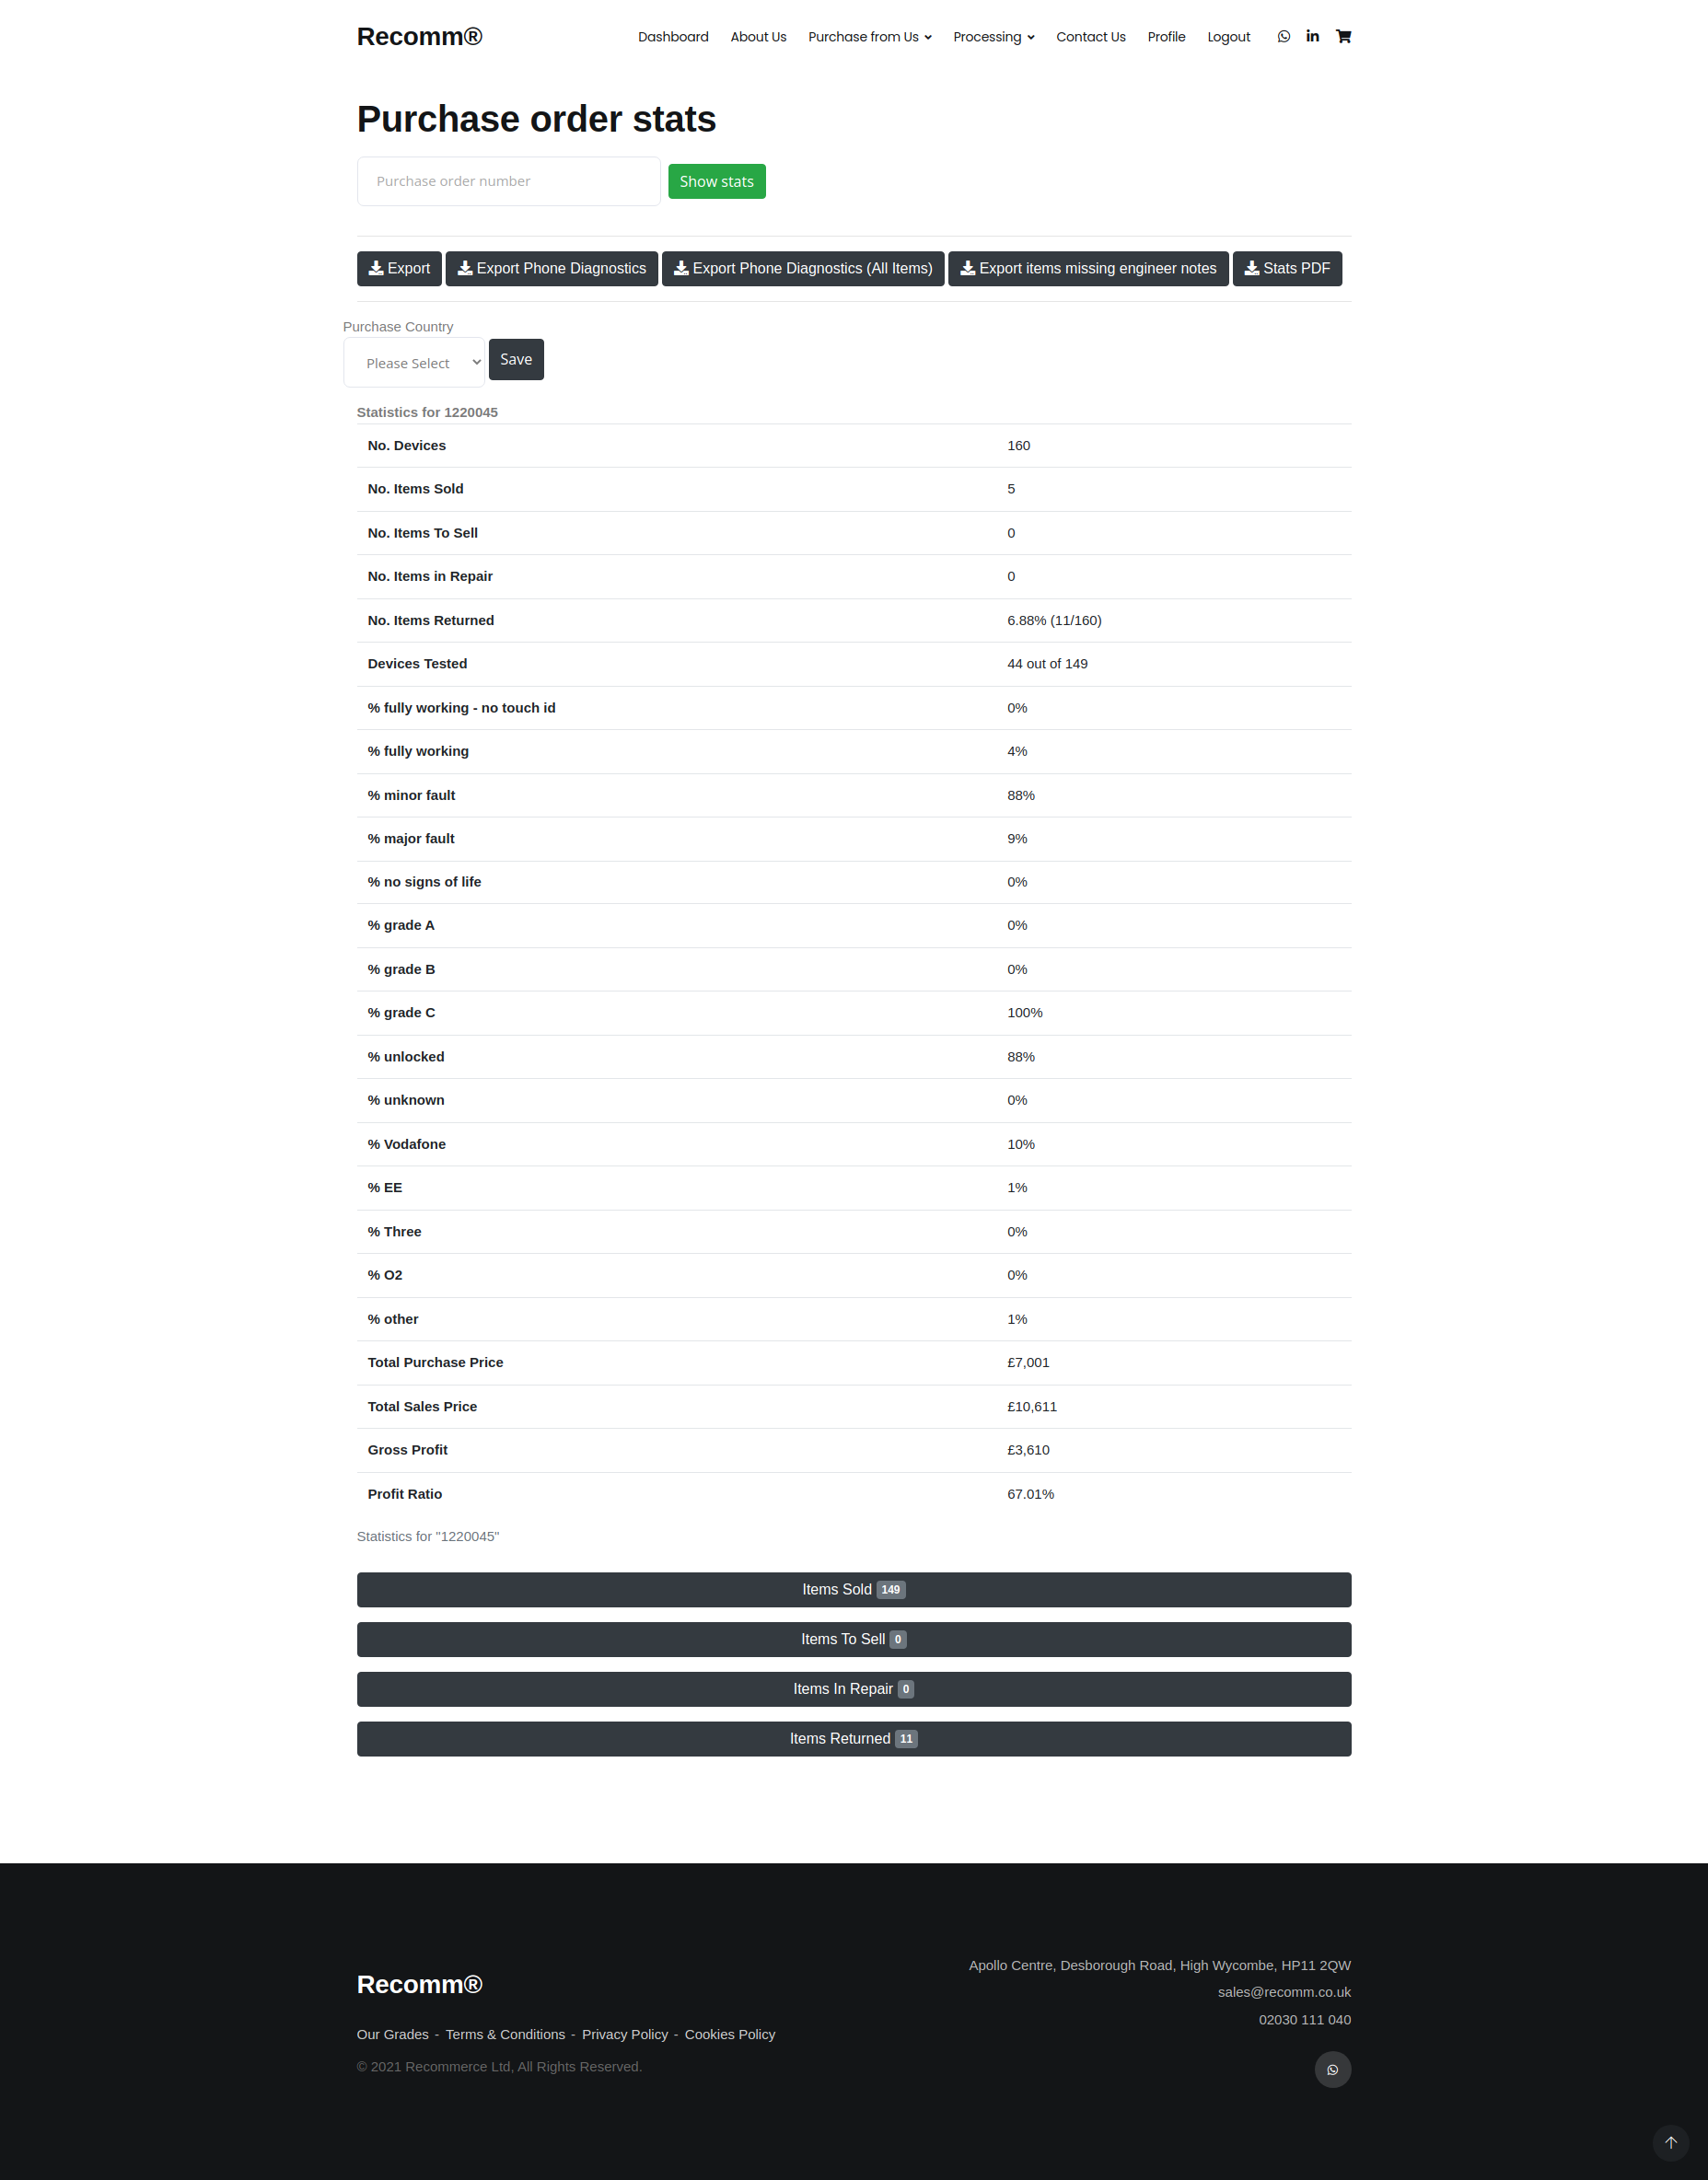 Recomm® Dashboard About Us Purchase from Us Processing Contact Us Profile Logout
Purchase order stats
Purchase order number Show stats
Export Export Phone Diagnostics Export Phone Diagnostics (All Items) Export items missing engineer notes Stats PDF
Purchase Country
Please Select Save
Statistics for 1220045
No. Devices 160
No. Items Sold 5
No. Items To Sell 0
No. Items in Repair 0
No. Items Returned 6.88% (11/160)
Devices Tested 44 out of 149
% fully working - no touch id 0%
% fully working 4%
% minor fault 88%
% major fault 9%
% no signs of life 0%
% grade A 0%
% grade B 0%
% grade C 100%
% unlocked 88%
% unknown 0%
% Vodafone 10%
% EE 1%
% Three 0%
% O2 0%
% other 1%
Total Purchase Price £7,001
Total Sales Price £10,611
Gross Profit £3,610
Profit Ratio 67.01%
Statistics for "1220045"
Items Sold 149
Items To Sell 0
Items In Repair 0
Items Returned 11
Recomm®
Our Grades - Terms & Conditions - Privacy Policy - Cookies Policy
© 2021 Recommerce Ltd, All Rights Reserved.
Apollo Centre, Desborough Road, High Wycombe, HP11 2QW
sales@recomm.co.uk
02030 111 040